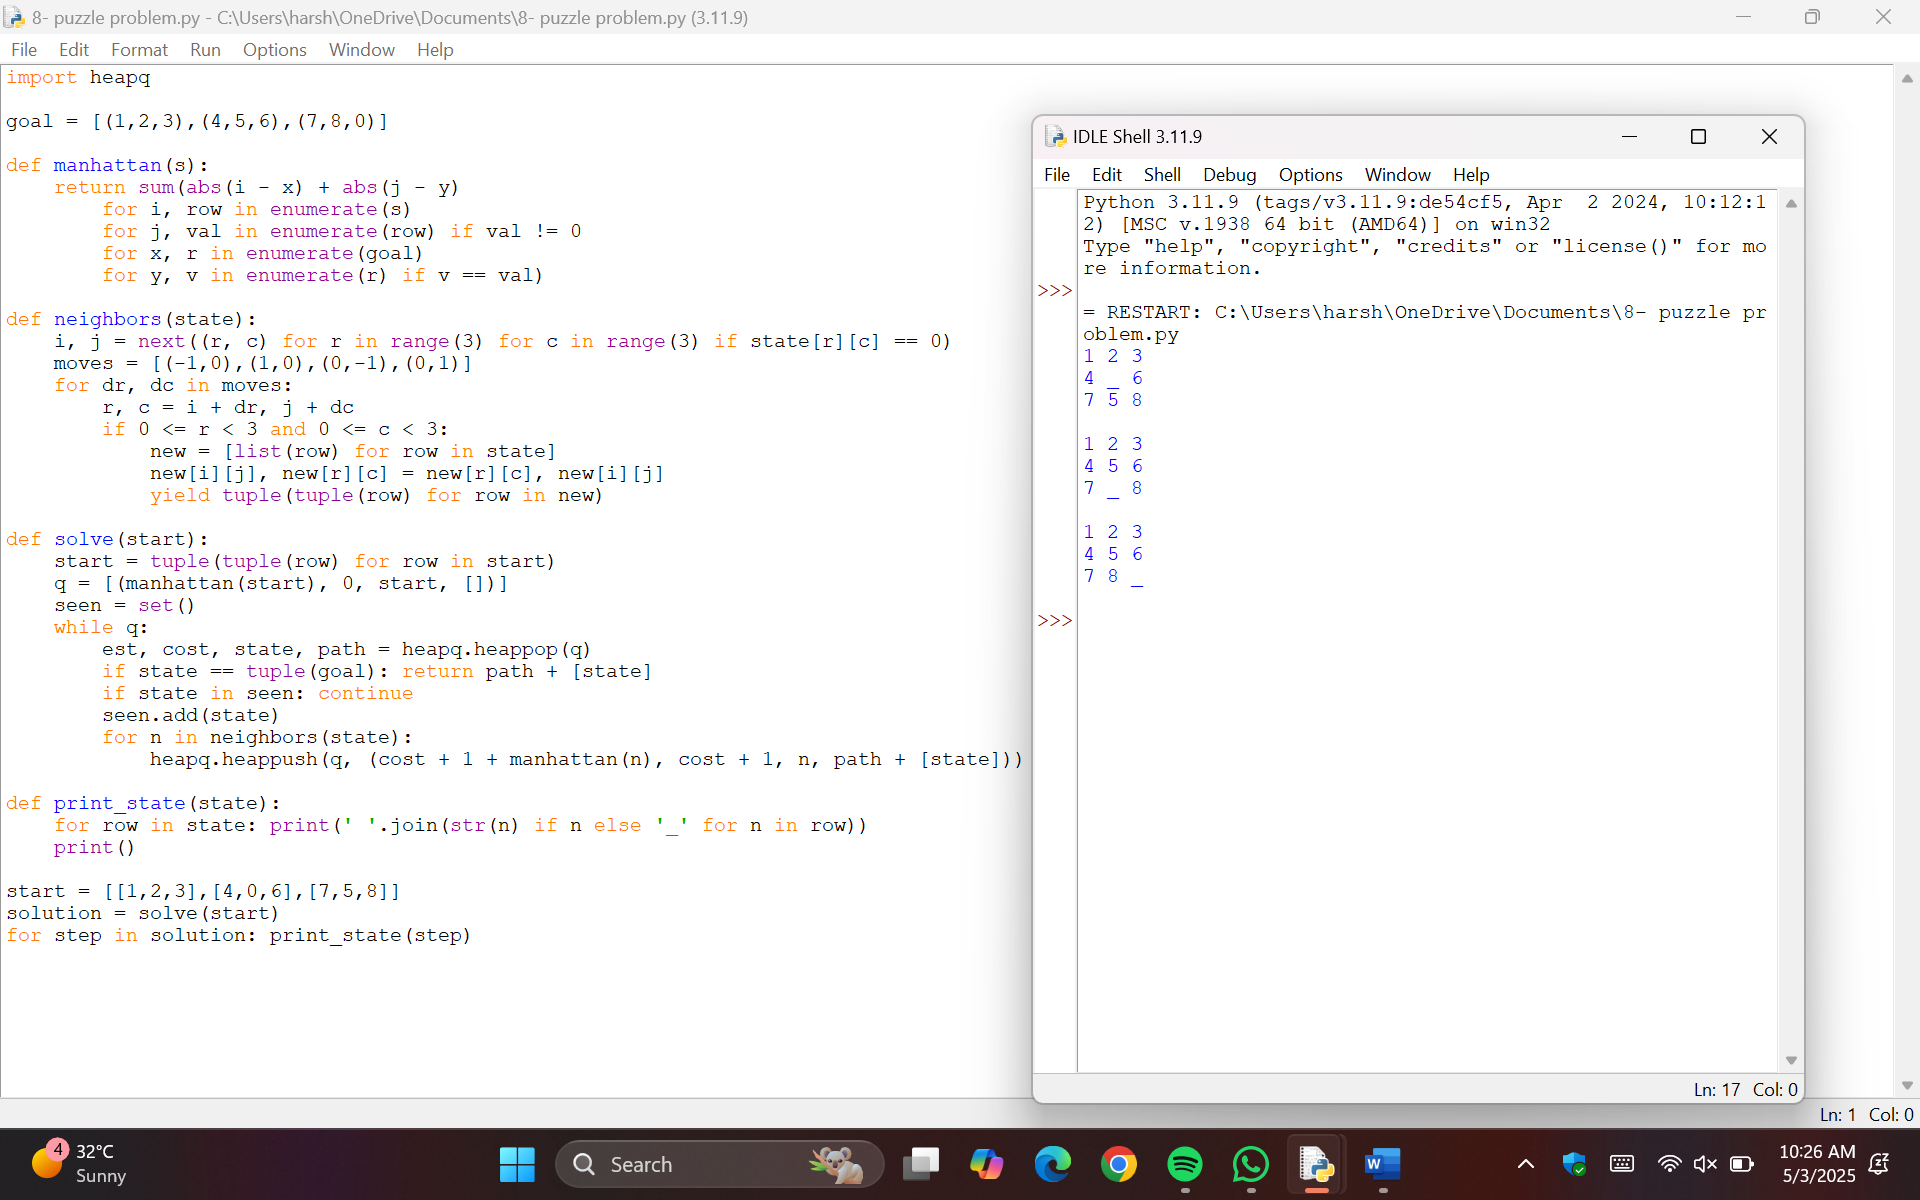 8- puzzle problem.py - C:\Users\harsh\OneDrive\Documents\8- puzzle problem.py (3.11.9)
File Edit Format Run Options Window Help
import heapq

goal = [(1,2,3),(4,5,6),(7,8,0)]

def manhattan(s):
    return sum(abs(i - x) + abs(j - y)
        for i, row in enumerate(s)
        for j, val in enumerate(row) if val != 0
        for x, r in enumerate(goal)
        for y, v in enumerate(r) if v == val)

def neighbors(state):
    i, j = next((r, c) for r in range(3) for c in range(3) if state[r][c] == 0)
    moves = [(-1,0),(1,0),(0,-1),(0,1)]
    for dr, dc in moves:
        r, c = i + dr, j + dc
        if 0 <= r < 3 and 0 <= c < 3:
            new = [list(row) for row in state]
            new[i][j], new[r][c] = new[r][c], new[i][j]
            yield tuple(tuple(row) for row in new)

def solve(start):
    start = tuple(tuple(row) for row in start)
    q = [(manhattan(start), 0, start, [])]
    seen = set()
    while q:
        est, cost, state, path = heapq.heappop(q)
        if state == tuple(goal): return path + [state]
        if state in seen: continue
        seen.add(state)
        for n in neighbors(state):
            heapq.heappush(q, (cost + 1 + manhattan(n), cost + 1, n, path + [state]))

def print_state(state):
    for row in state: print(' '.join(str(n) if n else '_' for n in row))
    print()

start = [[1,2,3],[4,0,6],[7,5,8]]
solution = solve(start)
for step in solution: print_state(step)
IDLE Shell 3.11.9
File Edit Shell Debug Options Window Help
Python 3.11.9 (tags/v3.11.9:de54cf5, Apr  2 2024, 10:12:1
2) [MSC v.1938 64 bit (AMD64)] on win32
Type "help", "copyright", "credits" or "license()" for mo
re information.
>>>
= RESTART: C:\Users\harsh\OneDrive\Documents\8- puzzle pr
oblem.py
1 2 3
4 _ 6
7 5 8

1 2 3
4 5 6
7 _ 8

1 2 3
4 5 6
7 8 _

>>>
Ln: 17 Col: 0
Ln: 1 Col: 0
4
32°C
Sunny
Search
W
10:26 AM
5/3/2025